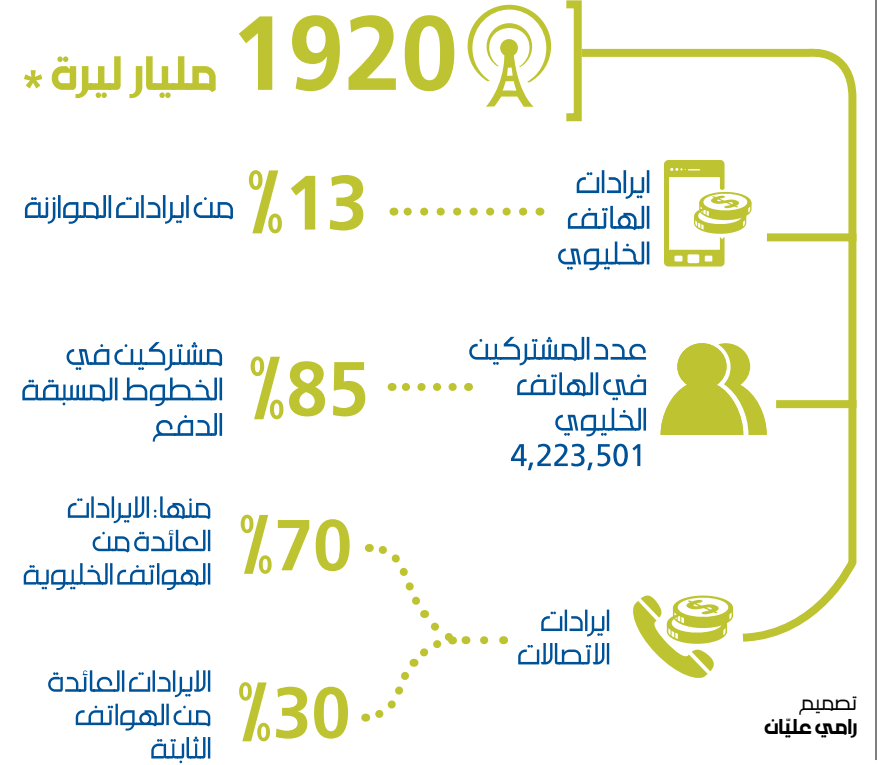 1920 مليار ليرة *
ايرادات
الهاتف
الخليوي
%13
من ايرادات الموازنة
عدد المشتركين
في الهاتف
الخليوي
4,223,501
%85
مشتركين في
الخطوط المسبقة
الدفع
ايرادات
الاتصالات
%70
منها: الايرادات
العائدة من
الهواتف الخليوية
%30
الايرادات العائدة
من الهواتف
الثابتة
تصميم
رامي عليّان